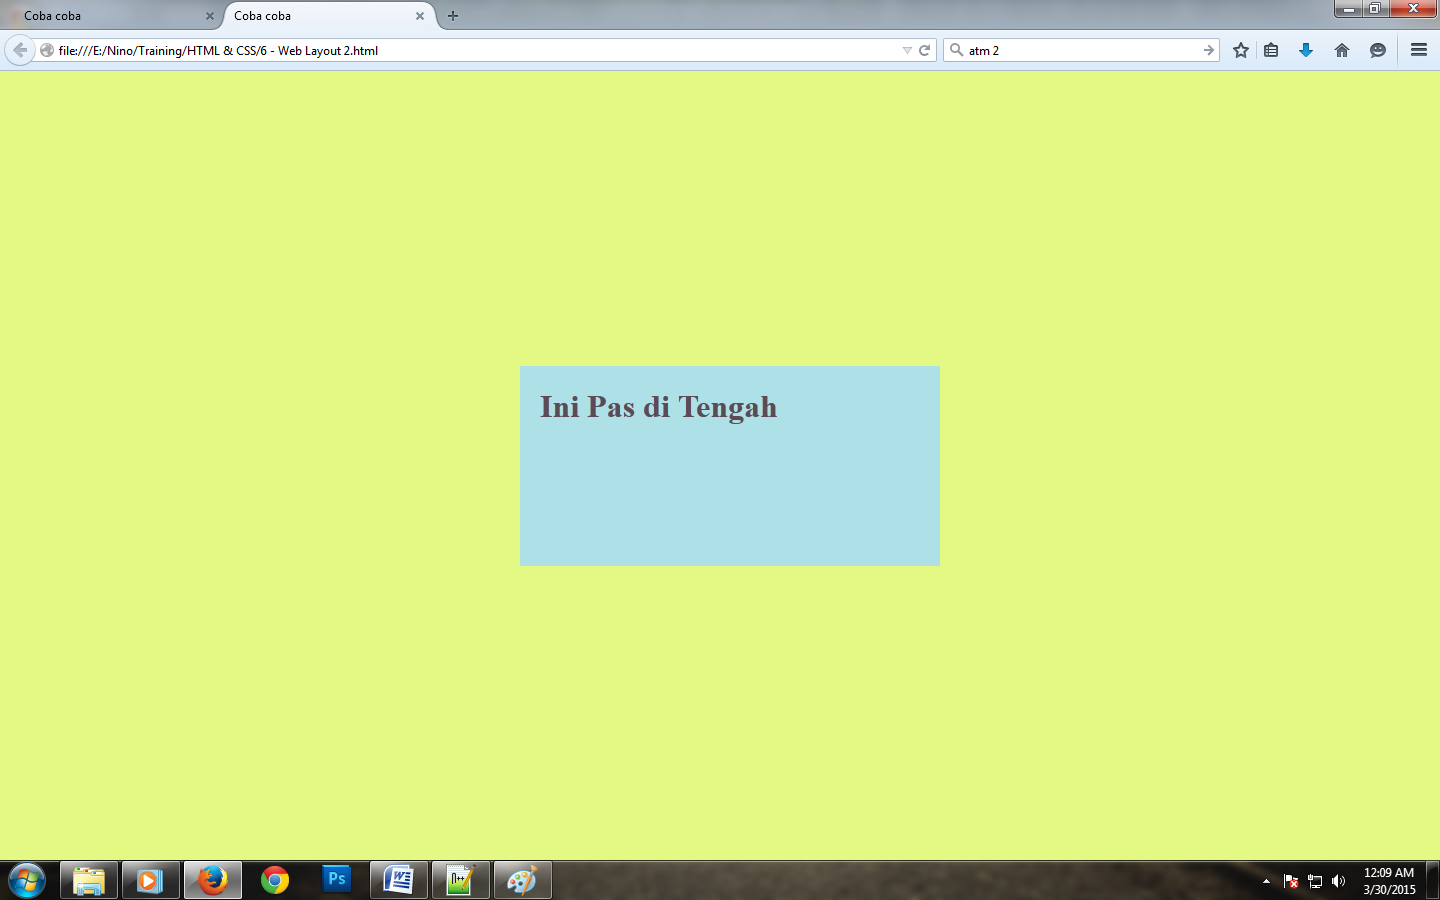 Coba coba
Coba coba
file:///E:/Nino/Training/HTML & CSS/6 - Web Layout 2.html
atm 2
Ini Pas di Tengah
Ps
12:09 AM
3/30/2015